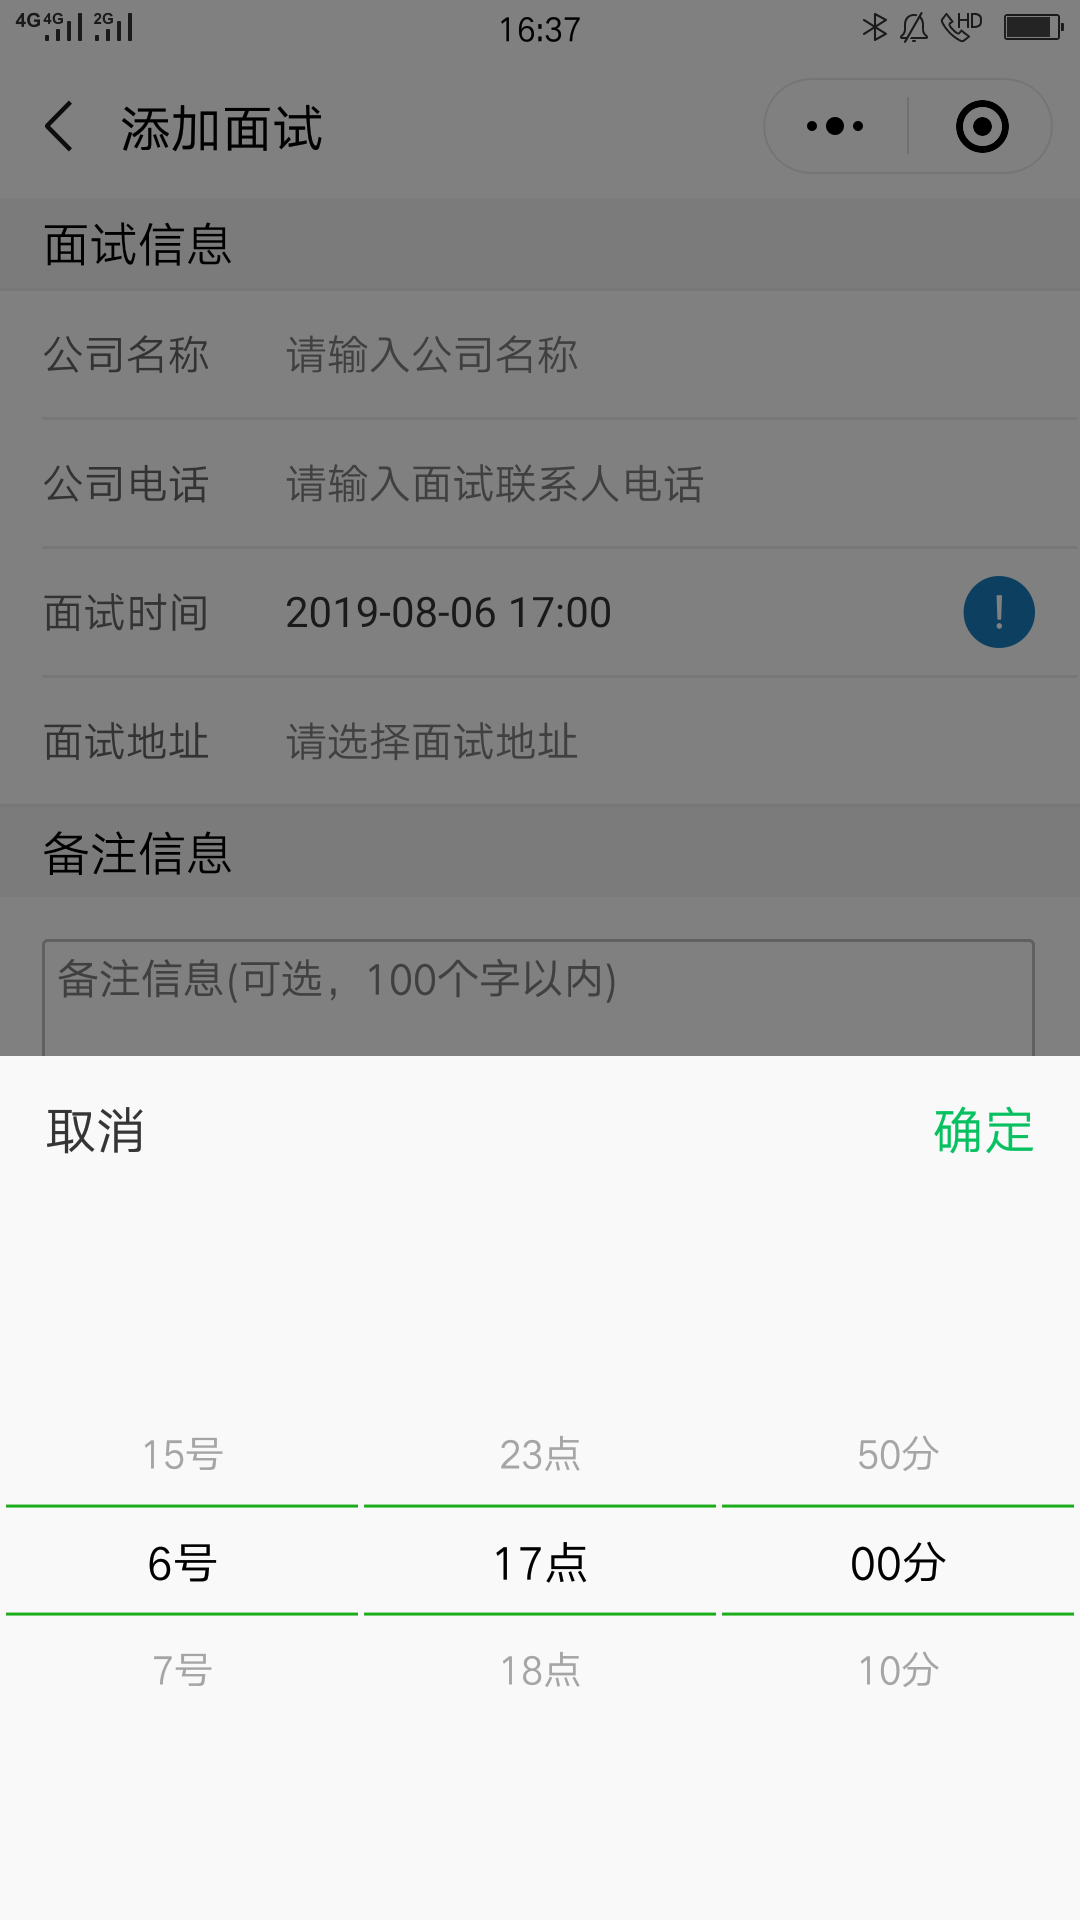 4G 4G 2G 16:37 HD
添加面试
面试信息
公司名称 请输入公司名称
公司电话 请输入面试联系人电话
面试时间 2019-08-06 17:00 !
面试地址 请选择面试地址
备注信息
备注信息(可选，100个字以内)
取消 确定
15号 23点 50分
6号 17点 00分
7号 18点 10分